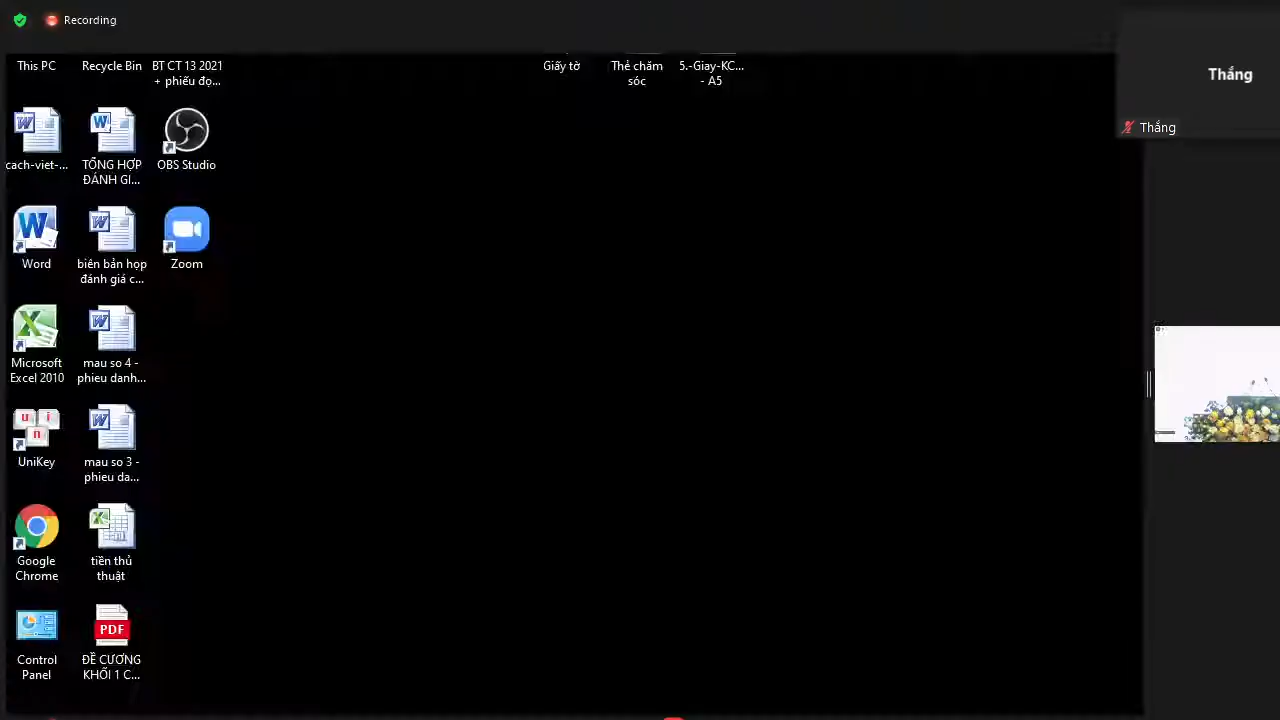 Recording
Thắng
Thắng
This PC
Recycle Bin
BT CT 13 2021
+ phiếu đọ...
Giấy tờ
Thẻ chăm
sóc
5.-Giay-KC...
- A5
cach-viet-...
TỔNG HỢP
ĐÁNH GI...
OBS Studio
Word
biên bản họp
đánh giá c...
Zoom
Microsoft
Excel 2010
mau so 4 -
phieu danh...
UniKey
mau so 3 -
phieu da...
Google
Chrome
tiền thủ
thuật
Control
Panel
PDF
ĐỀ CƯƠNG
KHỐI 1 C...